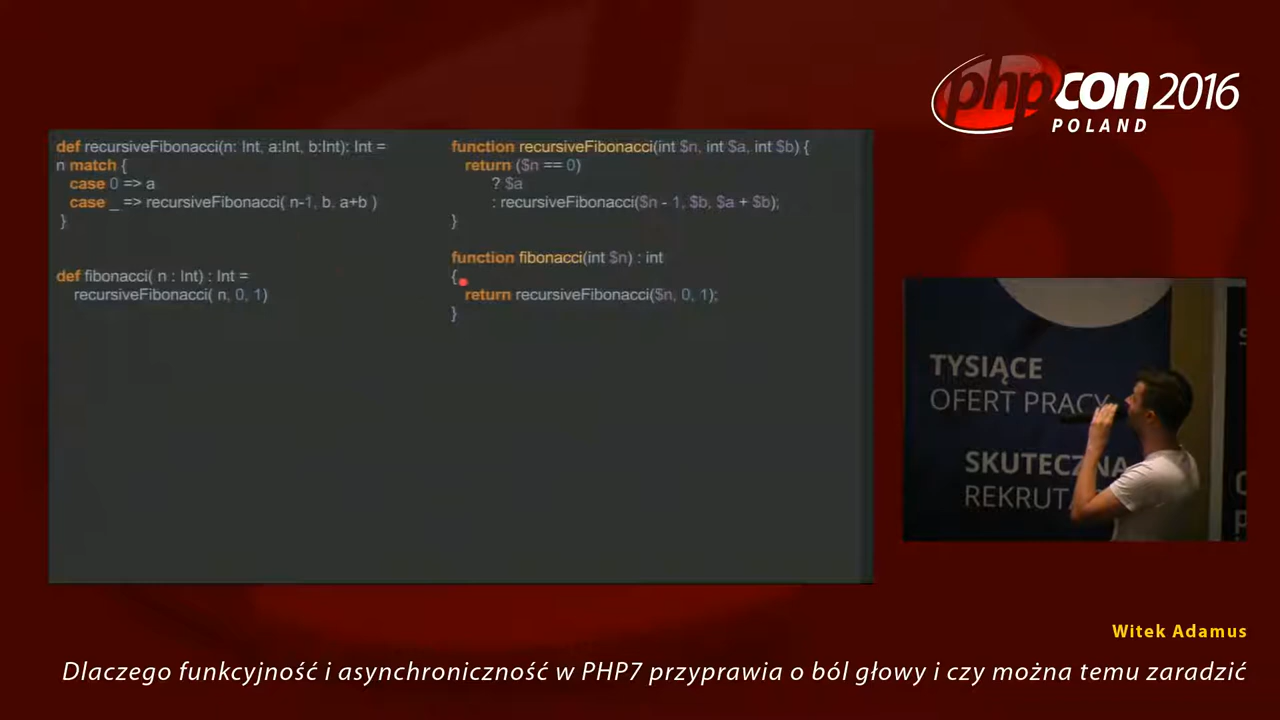 phpcon 2016
POLAND
def recursiveFibonacci(n: Int, a:Int, b:Int): Int =
n match {
case 0 => a
case _ => recursiveFibonacci( n-1, b, a+b )
}
def fibonacci( n : Int) : Int =
recursiveFibonacci( n, 0, 1)
function recursiveFibonacci(int $n, int $a, int $b) {
return ($n == 0)
? $a
: recursiveFibonacci($n - 1, $b, $a + $b);
}
function fibonacci(int $n) : int
{
return recursiveFibonacci($n, 0, 1);
}
TYSIĄCE
OFERT PRACY
SKUTECZNA
Witek Adamus
Dlaczego funkcyjność i asynchroniczność w PHP7 przyprawia o ból głowy i czy można temu zaradzić